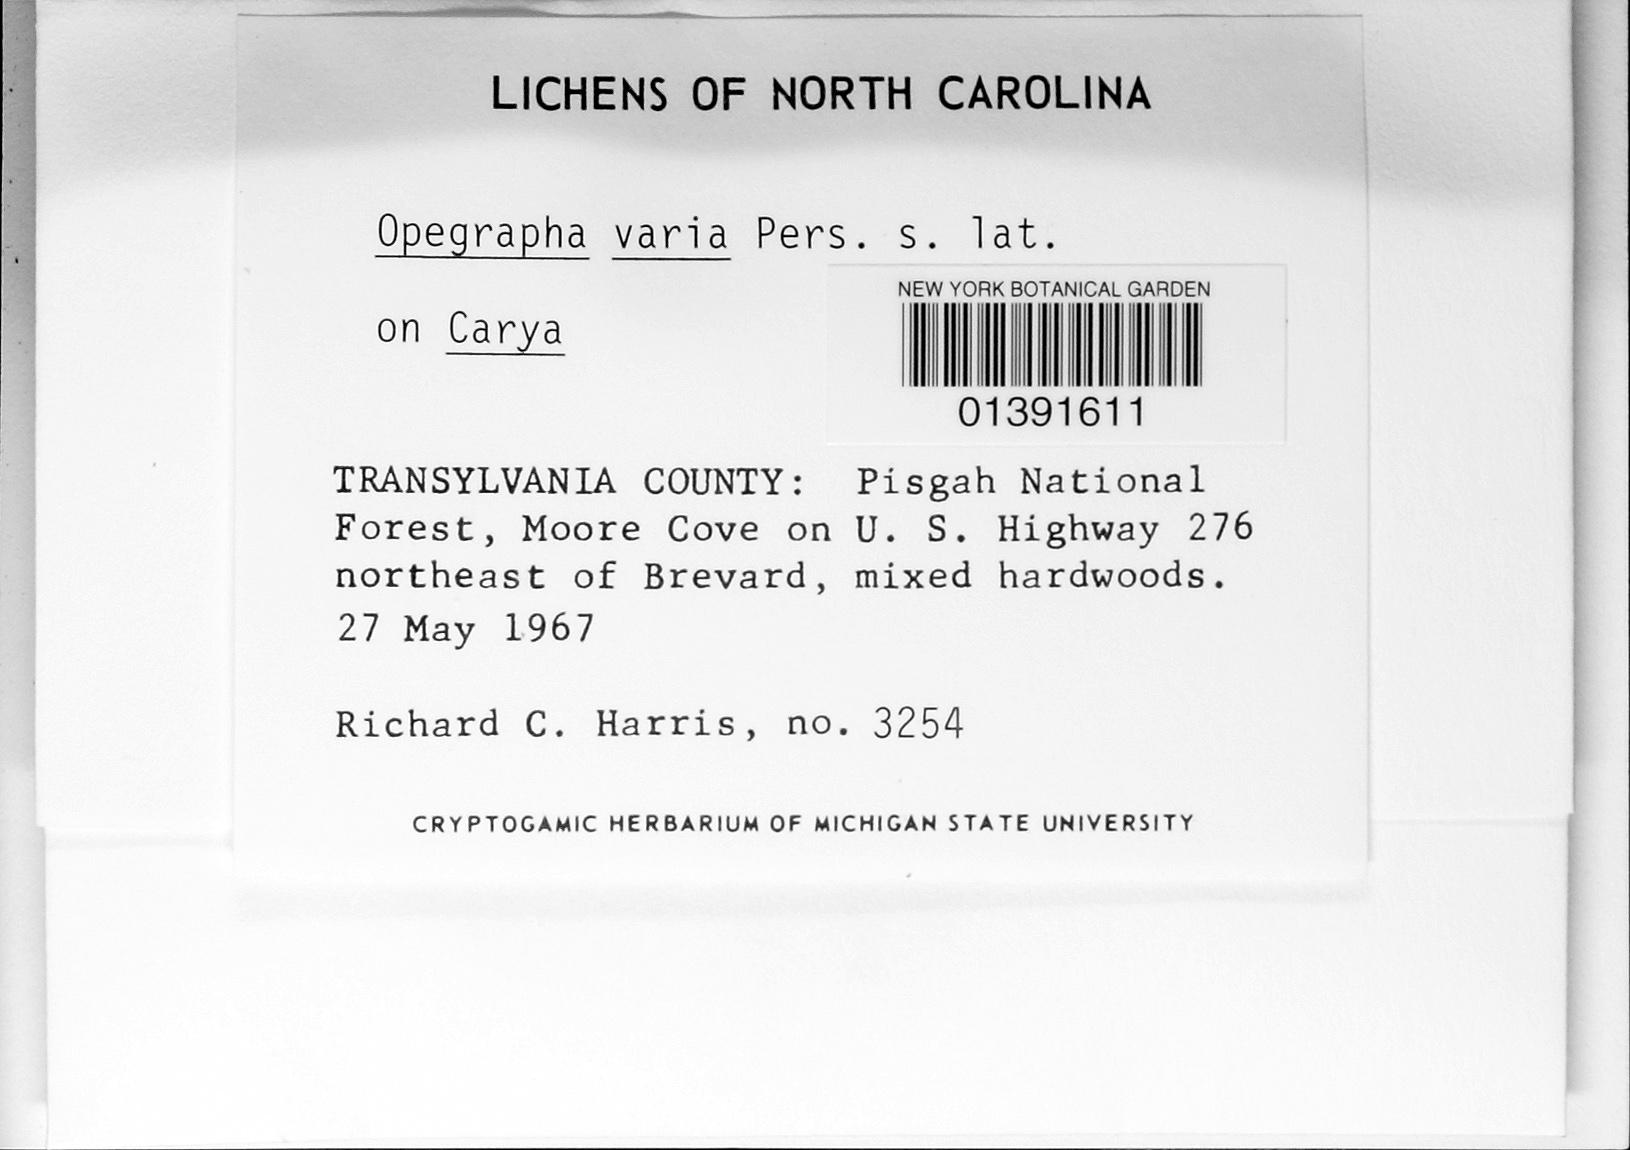 LICHENS OF NORTH CAROLINA
Opegrapha varia Pers. s. lat.
on Carya
NEW YORK BOTANICAL GARDEN
01391611
TRANSYLVANIA COUNTY: Pisgah National
Forest, Moore Cove on U. S. Highway 276
northeast of Brevard, mixed hardwoods.
27 May 1967
Richard C. Harris, no. 3254
CRYPTOGAMIC HERBARIUM OF MICHIGAN STATE UNIVERSITY